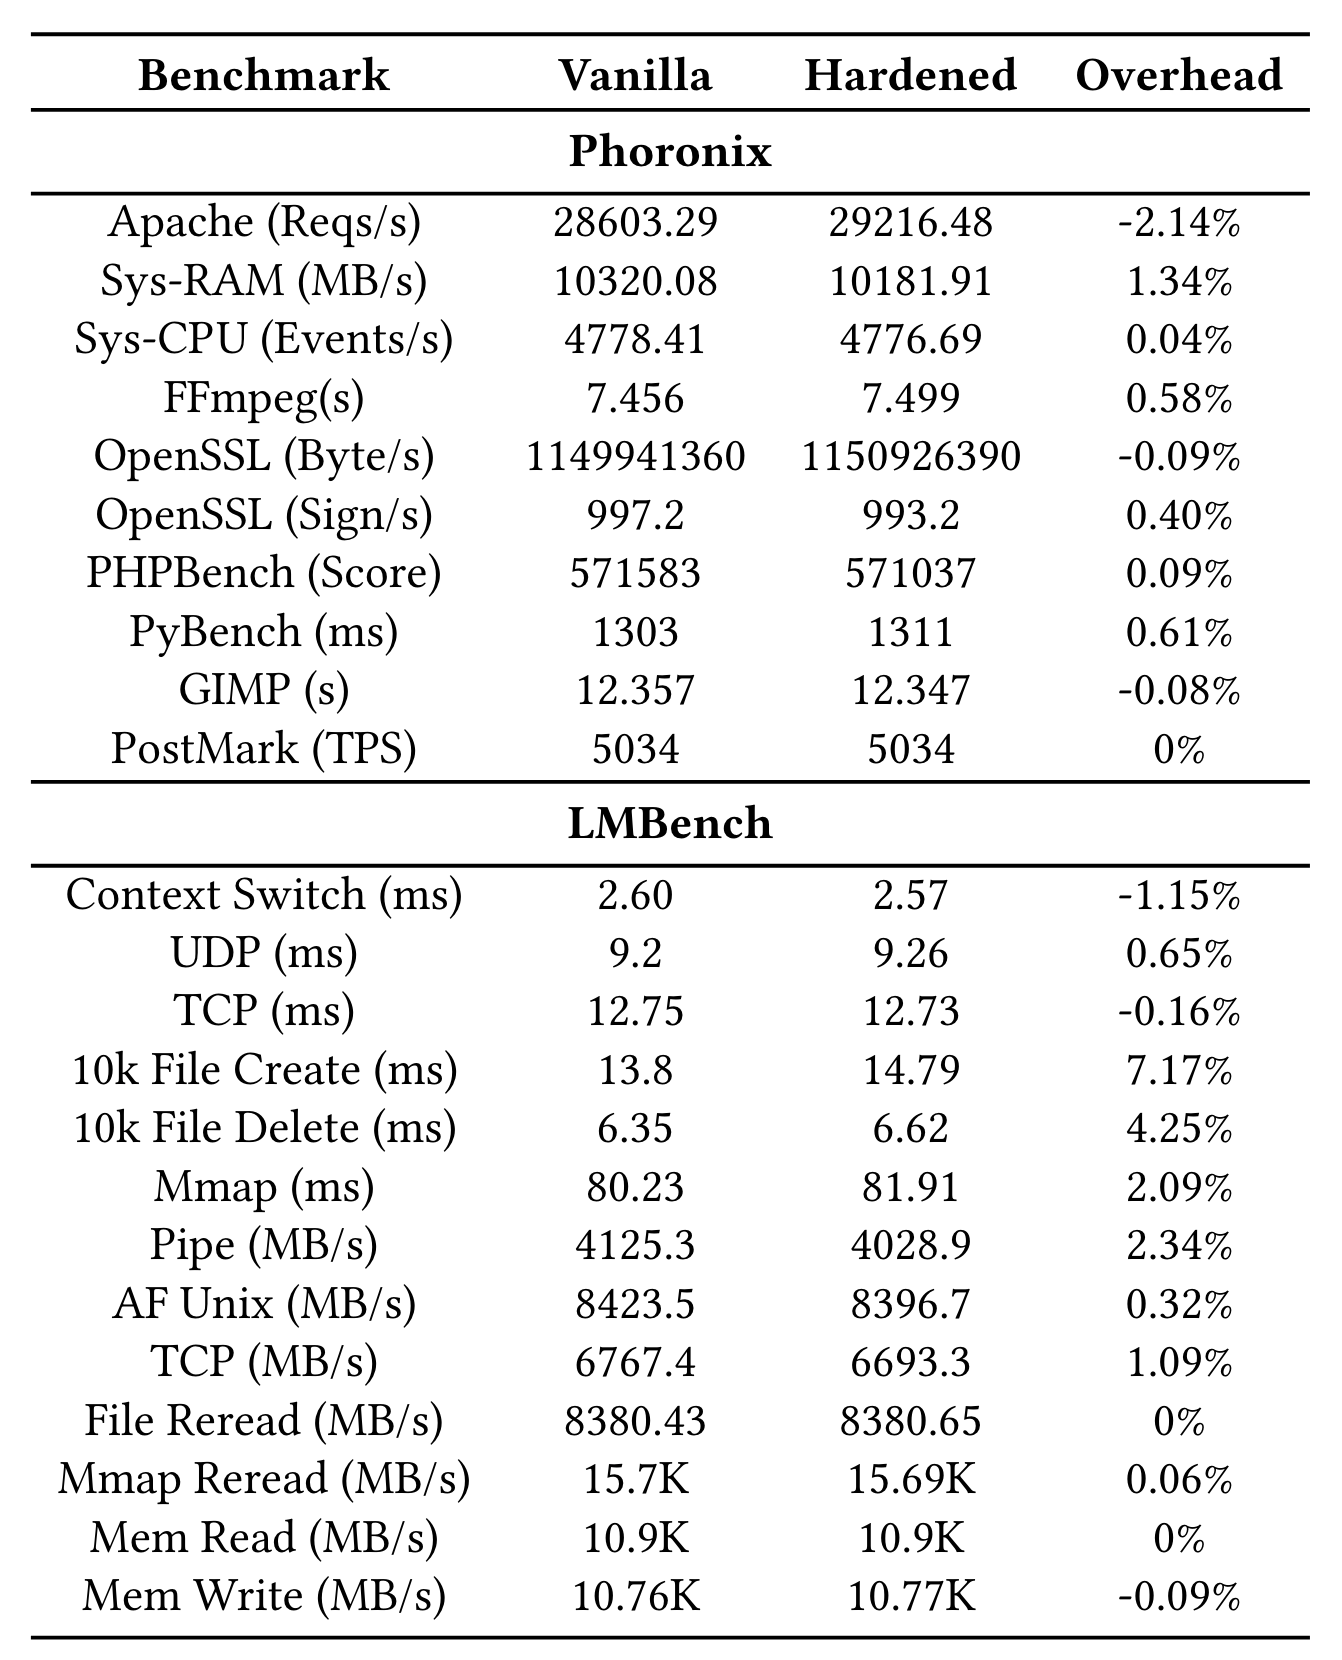 Benchmark Vanilla Hardened Overhead
Phoronix
Apache (Reqs/s) 28603.29 29216.48 -2.14%
Sys-RAM (MB/s) 10320.08 10181.91 1.34%
Sys-CPU (Events/s) 4778.41 4776.69 0.04%
FFmpeg(s) 7.456 7.499 0.58%
OpenSSL (Byte/s) 1149941360 1150926390 -0.09%
OpenSSL (Sign/s) 997.2 993.2 0.40%
PHPBench (Score) 571583 571037 0.09%
PyBench (ms) 1303 1311 0.61%
GIMP (s) 12.357 12.347 -0.08%
PostMark (TPS) 5034 5034 0%
LMBench
Context Switch (ms) 2.60 2.57 -1.15%
UDP (ms) 9.2 9.26 0.65%
TCP (ms) 12.75 12.73 -0.16%
10k File Create (ms) 13.8 14.79 7.17%
10k File Delete (ms) 6.35 6.62 4.25%
Mmap (ms) 80.23 81.91 2.09%
Pipe (MB/s) 4125.3 4028.9 2.34%
AF Unix (MB/s) 8423.5 8396.7 0.32%
TCP (MB/s) 6767.4 6693.3 1.09%
File Reread (MB/s) 8380.43 8380.65 0%
Mmap Reread (MB/s) 15.7K 15.69K 0.06%
Mem Read (MB/s) 10.9K 10.9K 0%
Mem Write (MB/s) 10.76K 10.77K -0.09%